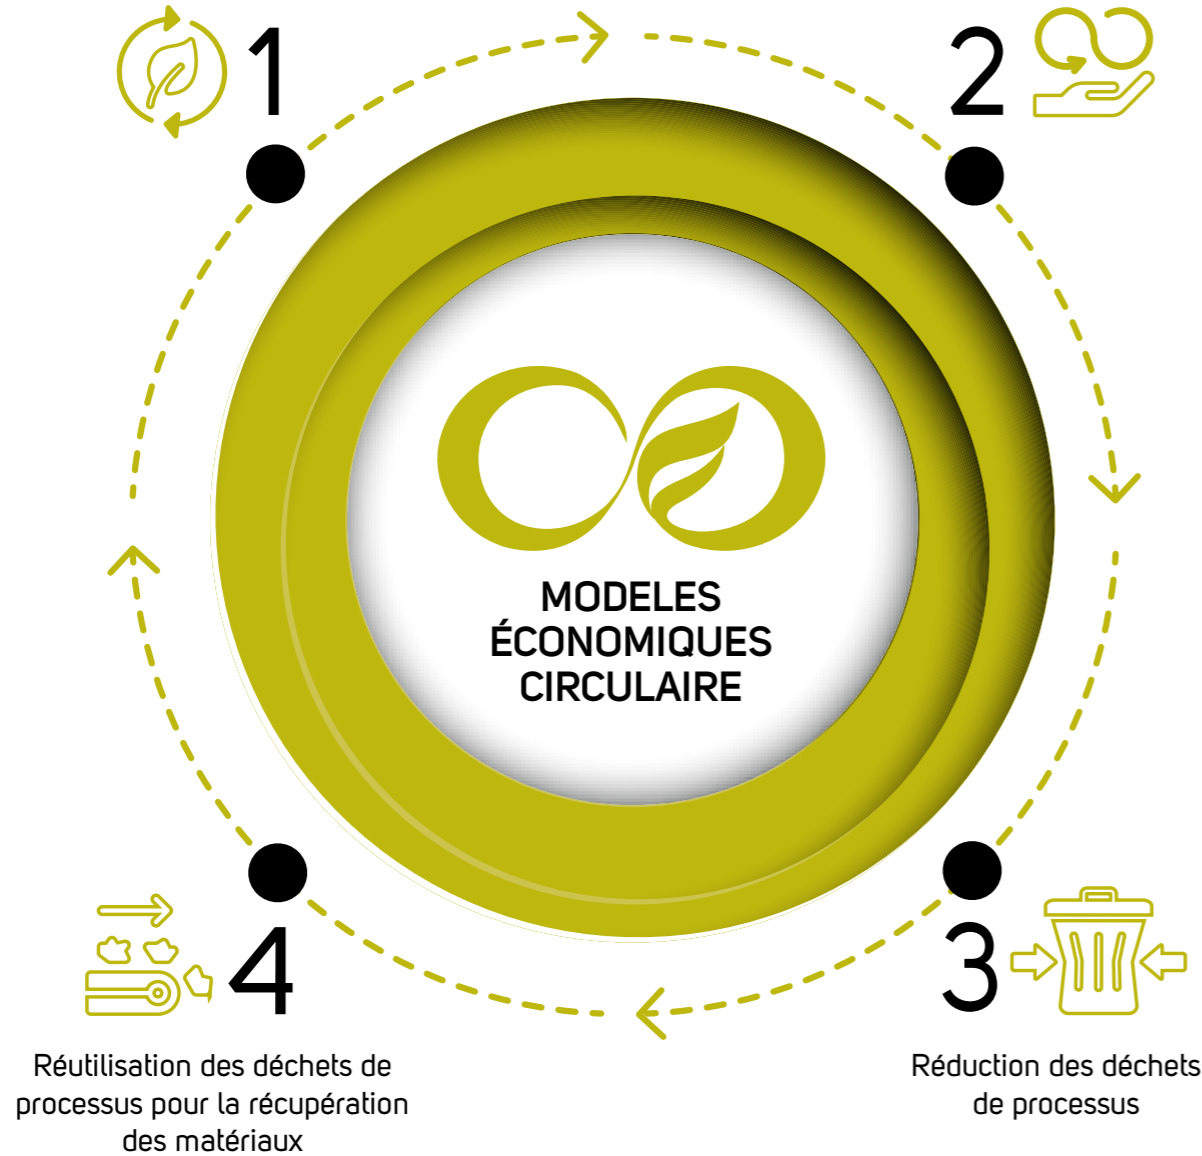 1
2
MODELES
ÉCONOMIQUES
CIRCULAIRE
4
Réutilisation des déchets de
processus pour la récupération
des matériaux
3
Réduction des déchets
de processus